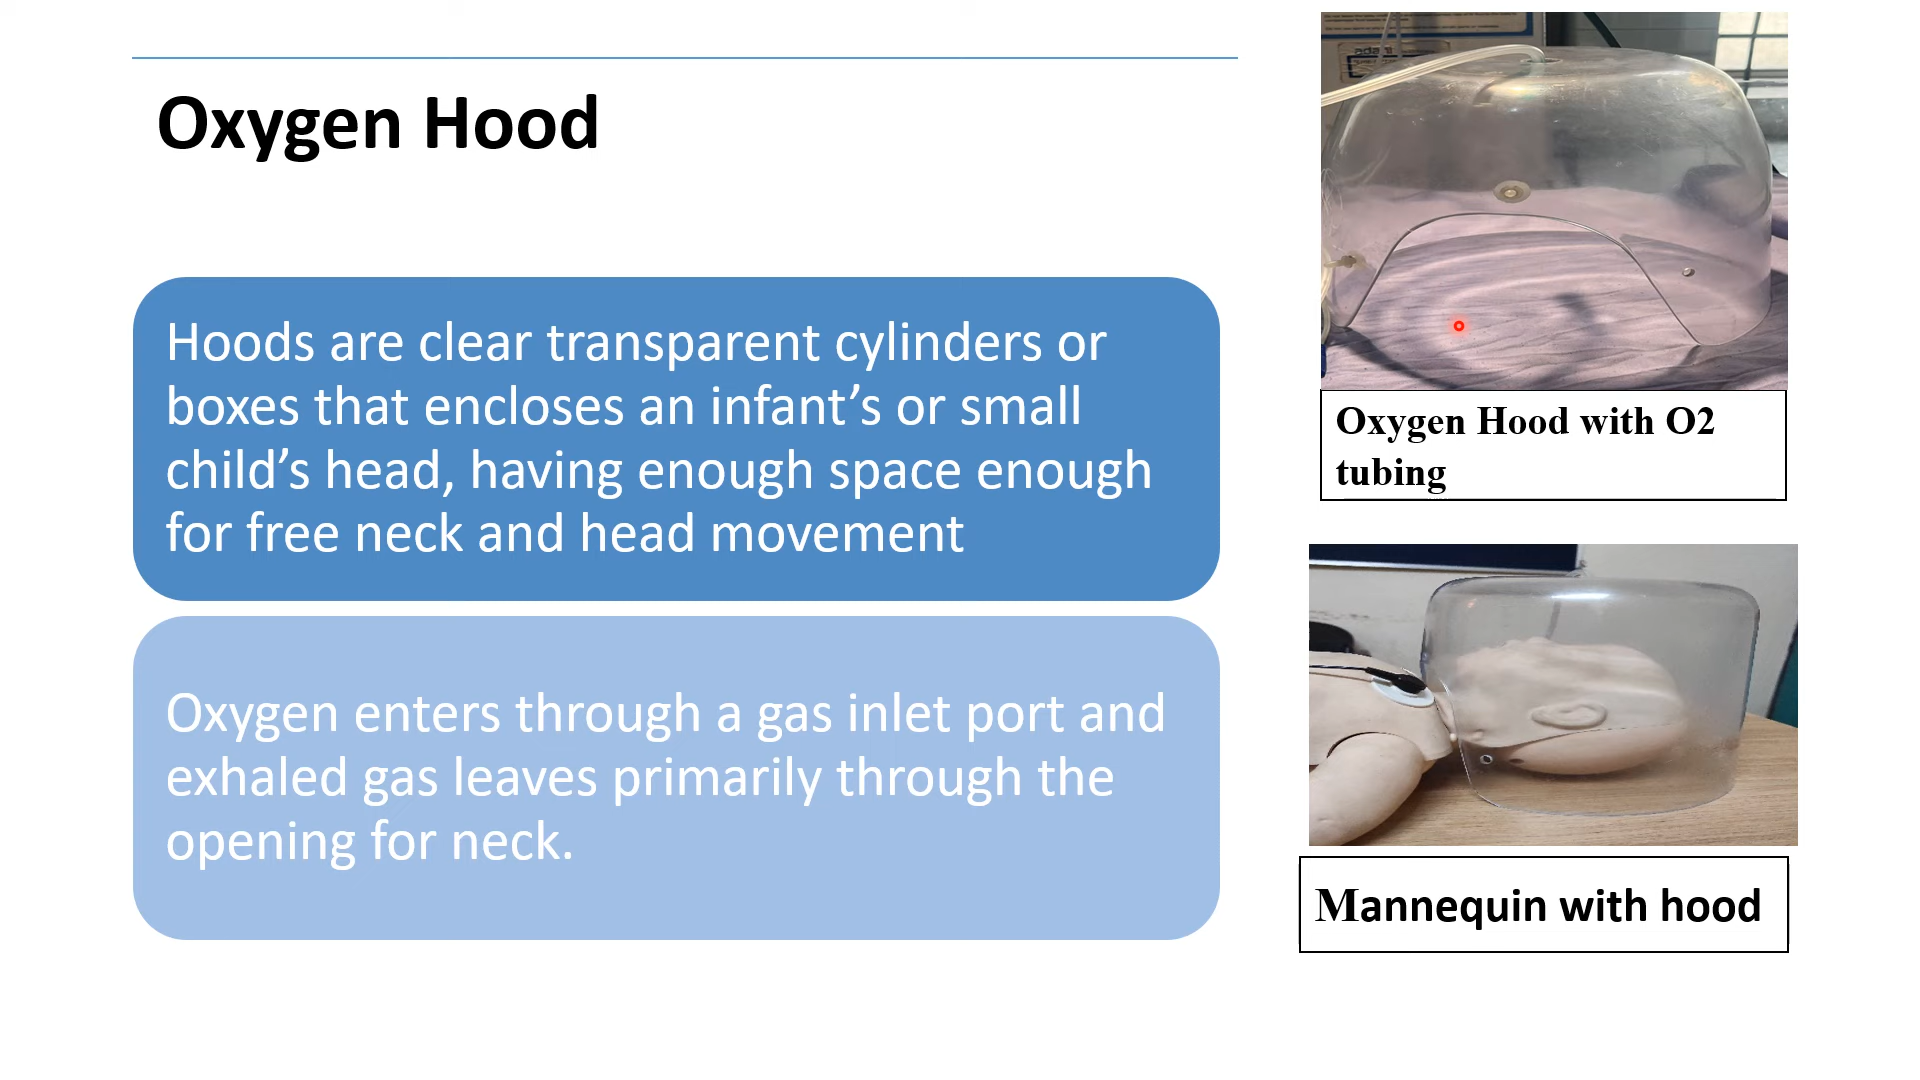 Oxygen Hood
Hoods are clear transparent cylinders or
boxes that encloses an infant’s or small
child’s head, having enough space enough
for free neck and head movement
Oxygen enters through a gas inlet port and
exhaled gas leaves primarily through the
opening for neck.
Oxygen Hood with O2
tubing
Mannequin with hood